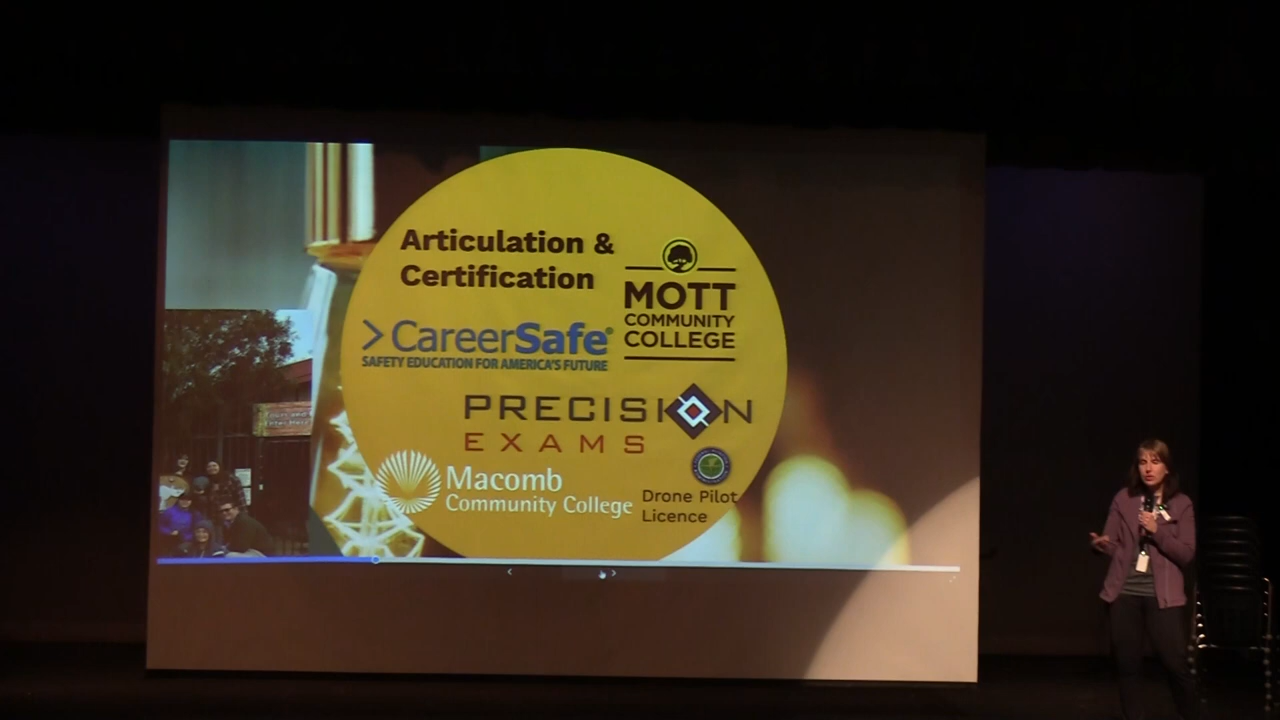 Articulation &
Certification
MOTT
COMMUNITY
COLLEGE
CareerSafe®
SAFETY EDUCATION FOR AMERICA'S FUTURE
PRECISION
EXAMS
Macomb
Community College
Drone Pilot
Licence